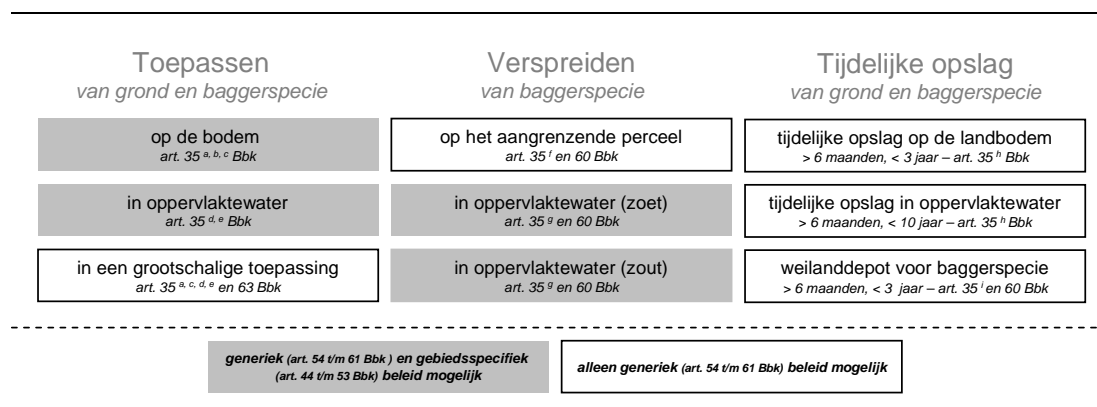 Toepassen
van grond en baggerspecie
op de bodem
art. 35 a, b, c Bbk
in oppervlaktewater
art. 35 d, e Bbk
in een grootschalige toepassing
art. 35 a, c, d, e en 63 Bbk
Verspreiden
van baggerspecie
op het aangrenzende perceel
art. 35 f en 60 Bbk
in oppervlaktewater (zoet)
art. 35 g en 60 Bbk
in oppervlaktewater (zout)
art. 35 g en 60 Bbk
Tijdelijke opslag
van grond en baggerspecie
tijdelijke opslag op de landbodem
> 6 maanden, < 3 jaar – art. 35 h Bbk
tijdelijke opslag in oppervlaktewater
> 6 maanden, < 10 jaar – art. 35 h Bbk
weilanddepot voor baggerspecie
> 6 maanden, < 3 jaar – art. 35 i en 60 Bbk
generiek (art. 54 t/m 61 Bbk ) en gebiedsspecifiek
(art. 44 t/m 53 Bbk) beleid mogelijk
alleen generiek (art. 54 t/m 61 Bbk) beleid mogelijk